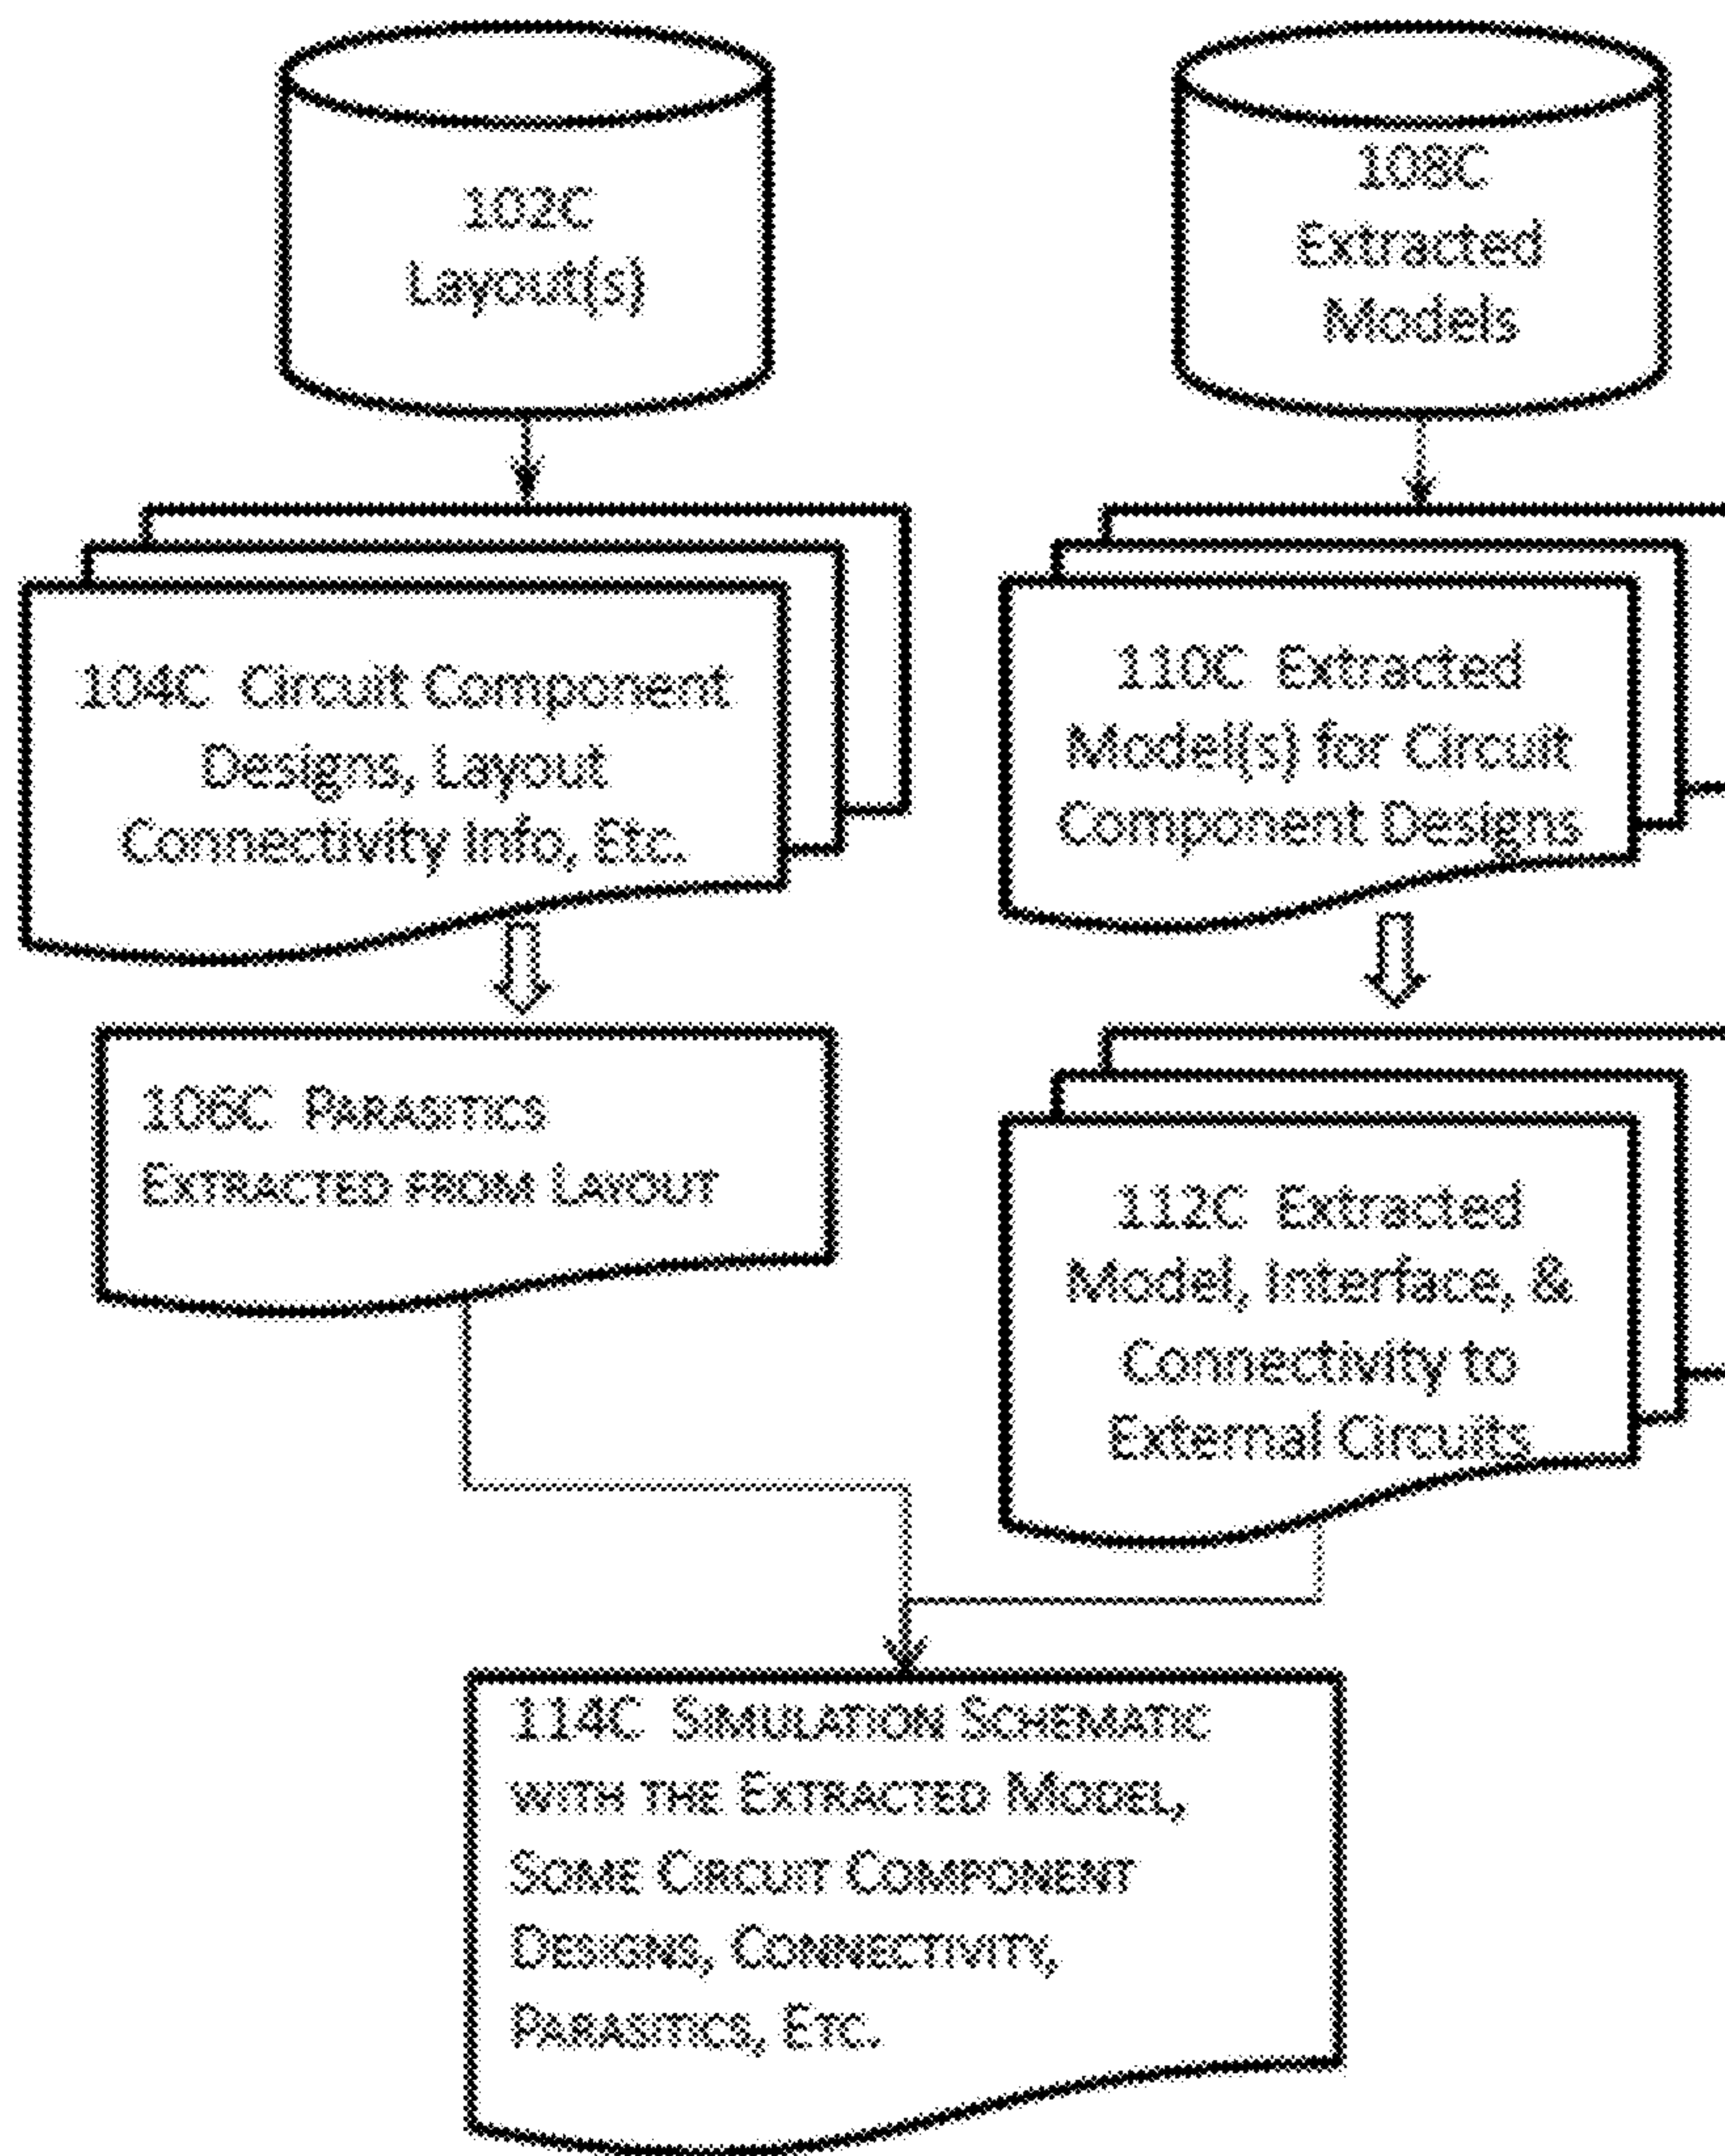 102C
Layout(s)
104C Circuit Component
Designs, Layout
Connectivity Info, Etc.
106C PARASITICS
EXTRACTED FROM LAYOUT
108C
Extracted
Models
110C Extracted
Model(s) for Circuit
Component Designs
112C Extracted
Model, Interface, &
Connectivity to
External Circuits
114C SIMULATION SCHEMATIC
WITH THE EXTRACTED MODEL,
SOME CIRCUIT COMPONENT
DESIGNS, CONNECTIVITY,
PARASITICS, ETC.